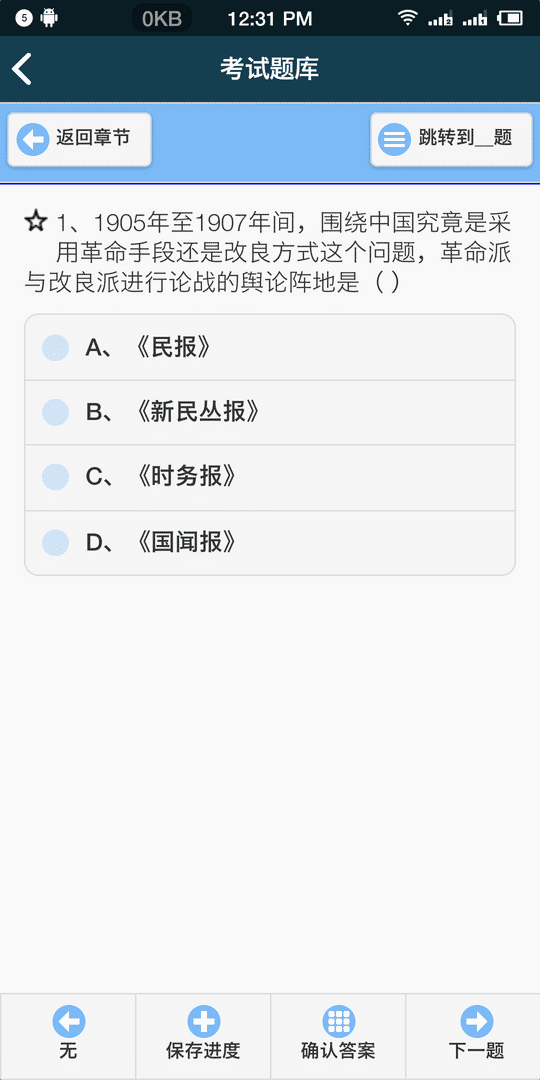 5 0KB 12:31 PM
考试题库
返回章节 跳转到__题
1、1905年至1907年间，围绕中国究竟是采
用革命手段还是改良方式这个问题，革命派
与改良派进行论战的舆论阵地是（ ）
A、《民报》
B、《新民丛报》
C、《时务报》
D、《国闻报》
无 保存进度 确认答案 下一题